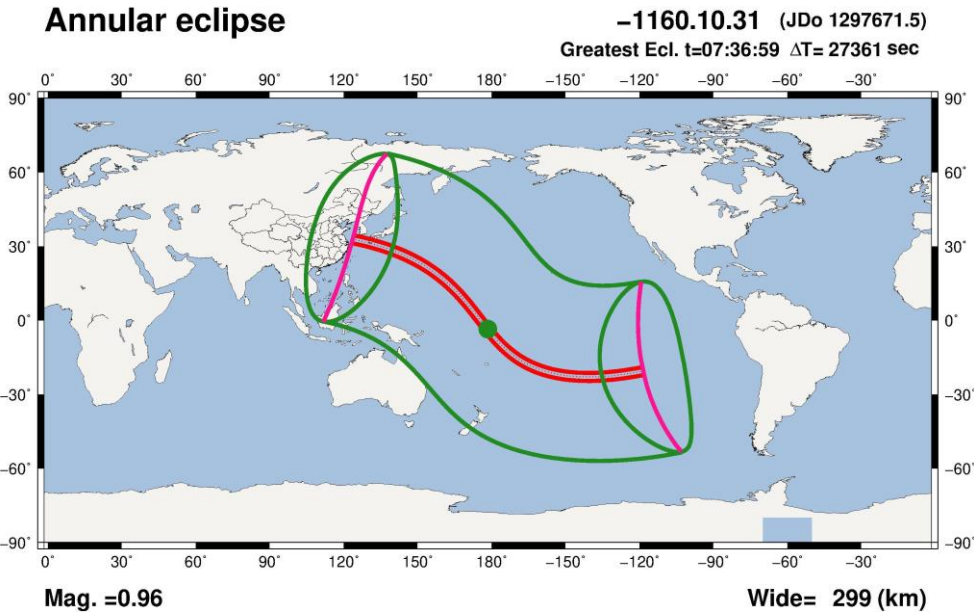 Annular eclipse
−1160.10.31 (JDo 1297671.5)
Greatest Ecl. t=07:36:59 ΔT= 27361 sec
0˚ 30˚ 60˚ 90˚ 120˚ 150˚ 180˚ −150˚ −120˚ −90˚ −60˚ −30˚
90˚ 90˚
60˚ 60˚
30˚ 30˚
0˚ 0˚
−30˚ −30˚
−60˚ −60˚
−90˚ −90˚
0˚ 30˚ 60˚ 90˚ 120˚ 150˚ 180˚ −150˚ −120˚ −90˚ −60˚ −30˚
Mag. =0.96 Wide= 299 (km)